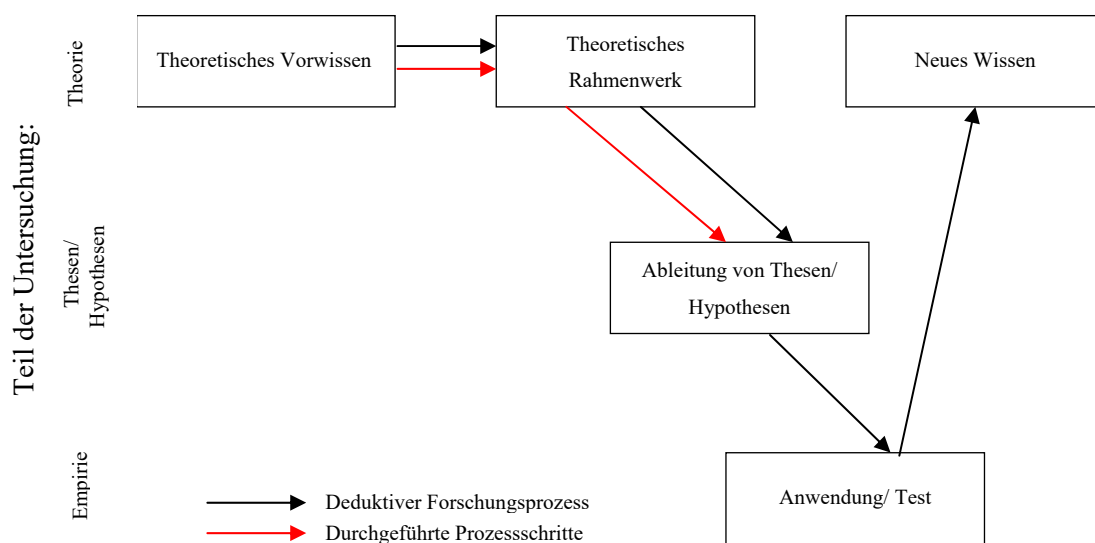 Teil der Untersuchung:
Theorie
Theoretisches Vorwissen
Theoretisches
Rahmenwerk
Neues Wissen
Thesen/
Hypothesen
Ableitung von Thesen/
Hypothesen
Empirie
Anwendung/ Test
Deduktiver Forschungsprozess
Durchgeführte Prozessschritte